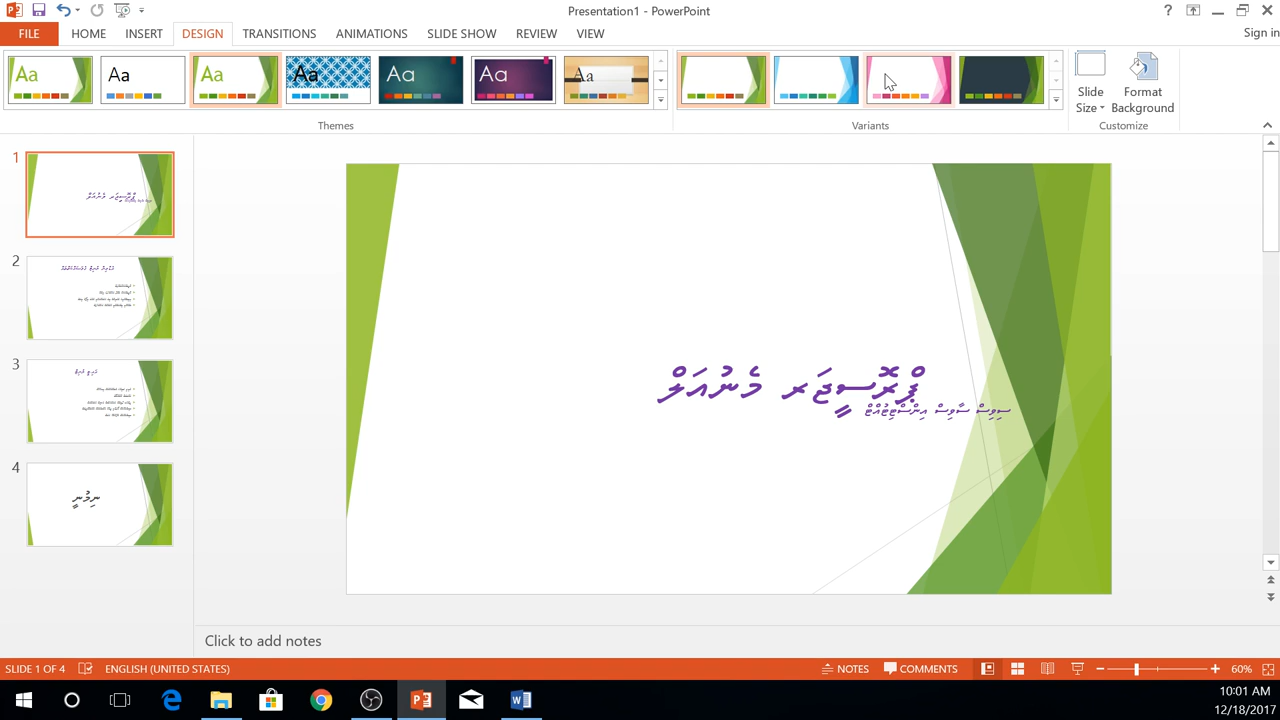 Presentation1 - PowerPoint
Sign in
FILE HOME INSERT DESIGN TRANSITIONS ANIMATIONS SLIDE SHOW REVIEW VIEW
Aa Aa Aa Aa Aa Aa Aa
Slide Size
Format Background
Themes
Variants
Customize
1
2
3
4
ނިމުނީ
ޕްރޮސީޖަރ މެނުއަލް
ސިވިސް ސާވިސް އިންސްޓިޓުއްޓް
Click to add notes
SLIDE 1 OF 4
ENGLISH (UNITED STATES)
NOTES
COMMENTS
60%
10:01 AM
12/18/2017